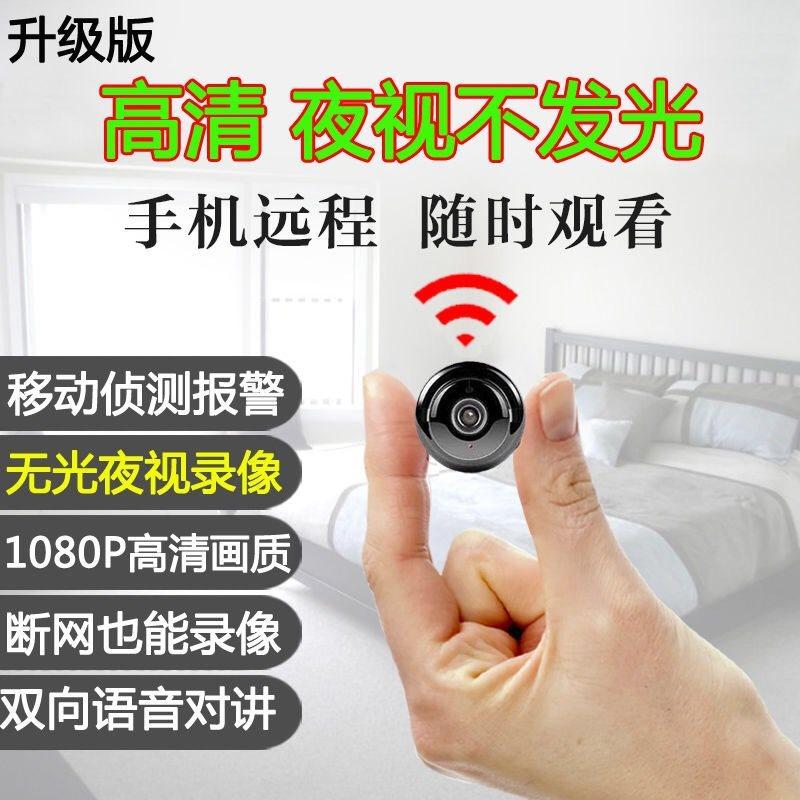 升级版
高清 夜视不发光
手机远程 随时观看
移动侦测报警
无光夜视录像
1080P高清画质
断网也能录像
双向语音对讲